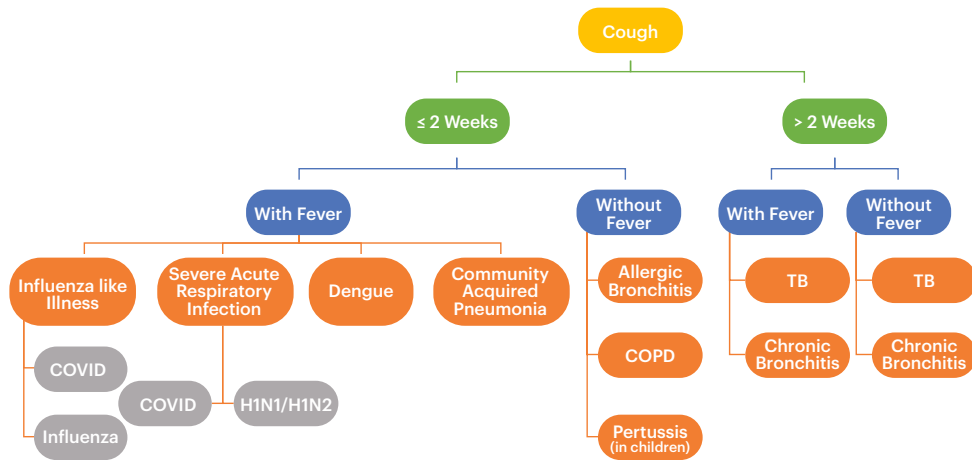 Cough
≤ 2 Weeks
> 2 Weeks
With Fever
Without
Fever
With Fever
Without
Fever
Influenza like
Illness
Severe Acute
Respiratory
Infection
Dengue
Community
Acquired
Pneumonia
Allergic
Bronchitis
TB
TB
COVID
COPD
Chronic
Bronchitis
Chronic
Bronchitis
COVID
H1N1/H1N2
Influenza
Pertussis
(in children)